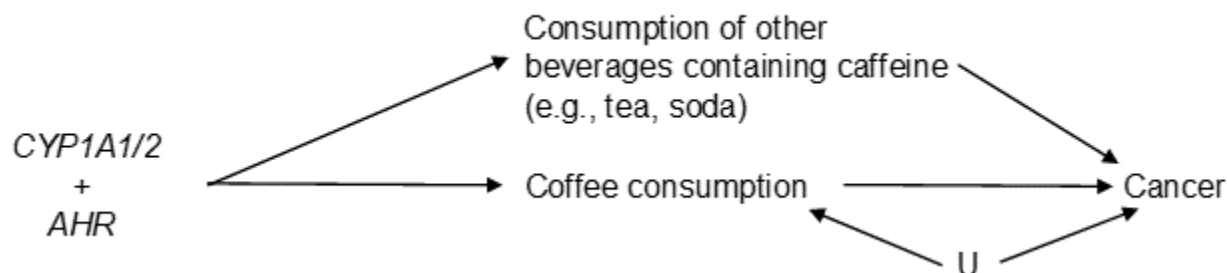 Consumption of other
beverages containing caffeine
(e.g., tea, soda)
CYP1A1/2
+
AHR
Coffee consumption
Cancer
U